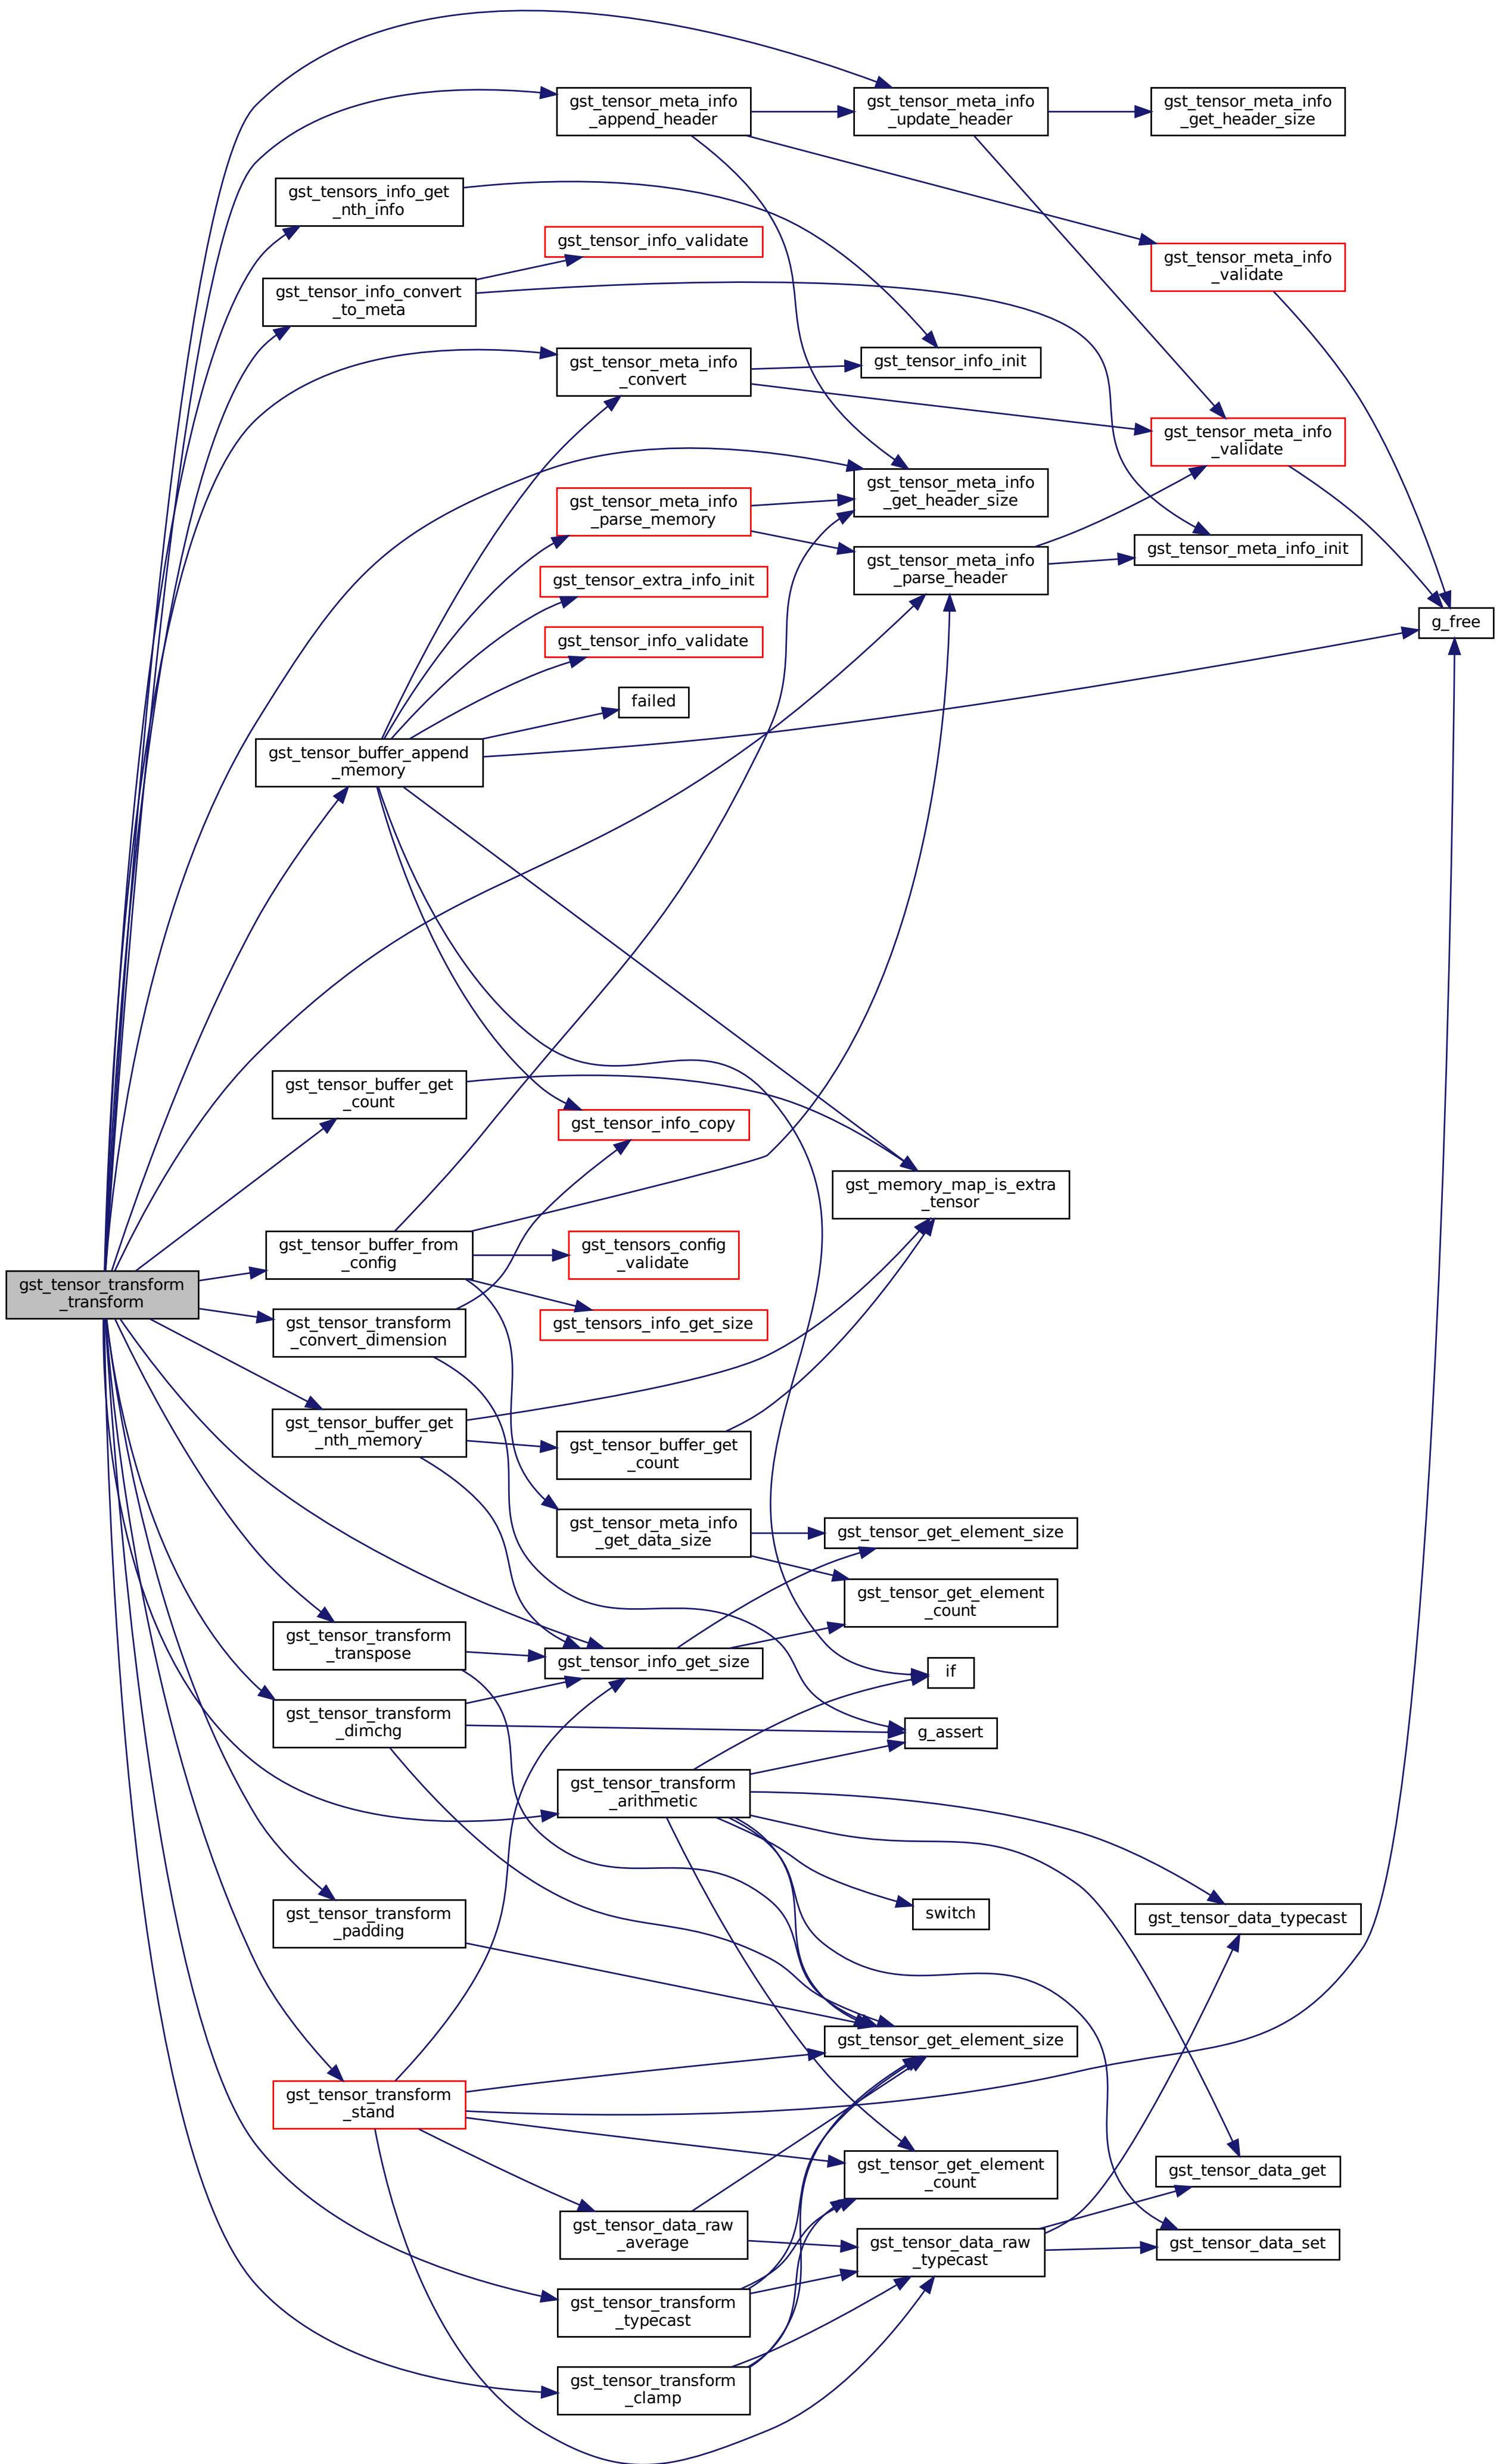 gst_tensor_meta_info
_append_header
gst_tensor_meta_info
_update_header
gst_tensor_meta_info
_get_header_size
gst_tensors_info_get
_nth_info
gst_tensor_info_validate
gst_tensor_meta_info
_validate
gst_tensor_info_convert
_to_meta
gst_tensor_meta_info
_convert
gst_tensor_info_init
gst_tensor_meta_info
_validate
gst_tensor_meta_info
_get_header_size
gst_tensor_meta_info
_parse_memory
gst_tensor_meta_info_init
gst_tensor_meta_info
_parse_header
gst_tensor_extra_info_init
g_free
gst_tensor_info_validate
failed
gst_tensor_buffer_append
_memory
gst_tensor_buffer_get
_count
gst_tensor_info_copy
gst_memory_map_is_extra
_tensor
gst_tensor_buffer_from
_config
gst_tensors_config
_validate
gst_tensor_transform
_transform
gst_tensor_transform
_convert_dimension
gst_tensors_info_get_size
gst_tensor_buffer_get
_nth_memory
gst_tensor_buffer_get
_count
gst_tensor_meta_info
_get_data_size
gst_tensor_get_element_size
gst_tensor_get_element
_count
gst_tensor_transform
_transpose
gst_tensor_info_get_size
if
gst_tensor_transform
_dimchg
g_assert
gst_tensor_transform
_arithmetic
gst_tensor_transform
_padding
switch
gst_tensor_data_typecast
gst_tensor_get_element_size
gst_tensor_transform
_stand
gst_tensor_get_element
_count
gst_tensor_data_get
gst_tensor_data_raw
_average
gst_tensor_data_raw
_typecast
gst_tensor_data_set
gst_tensor_transform
_typecast
gst_tensor_transform
_clamp